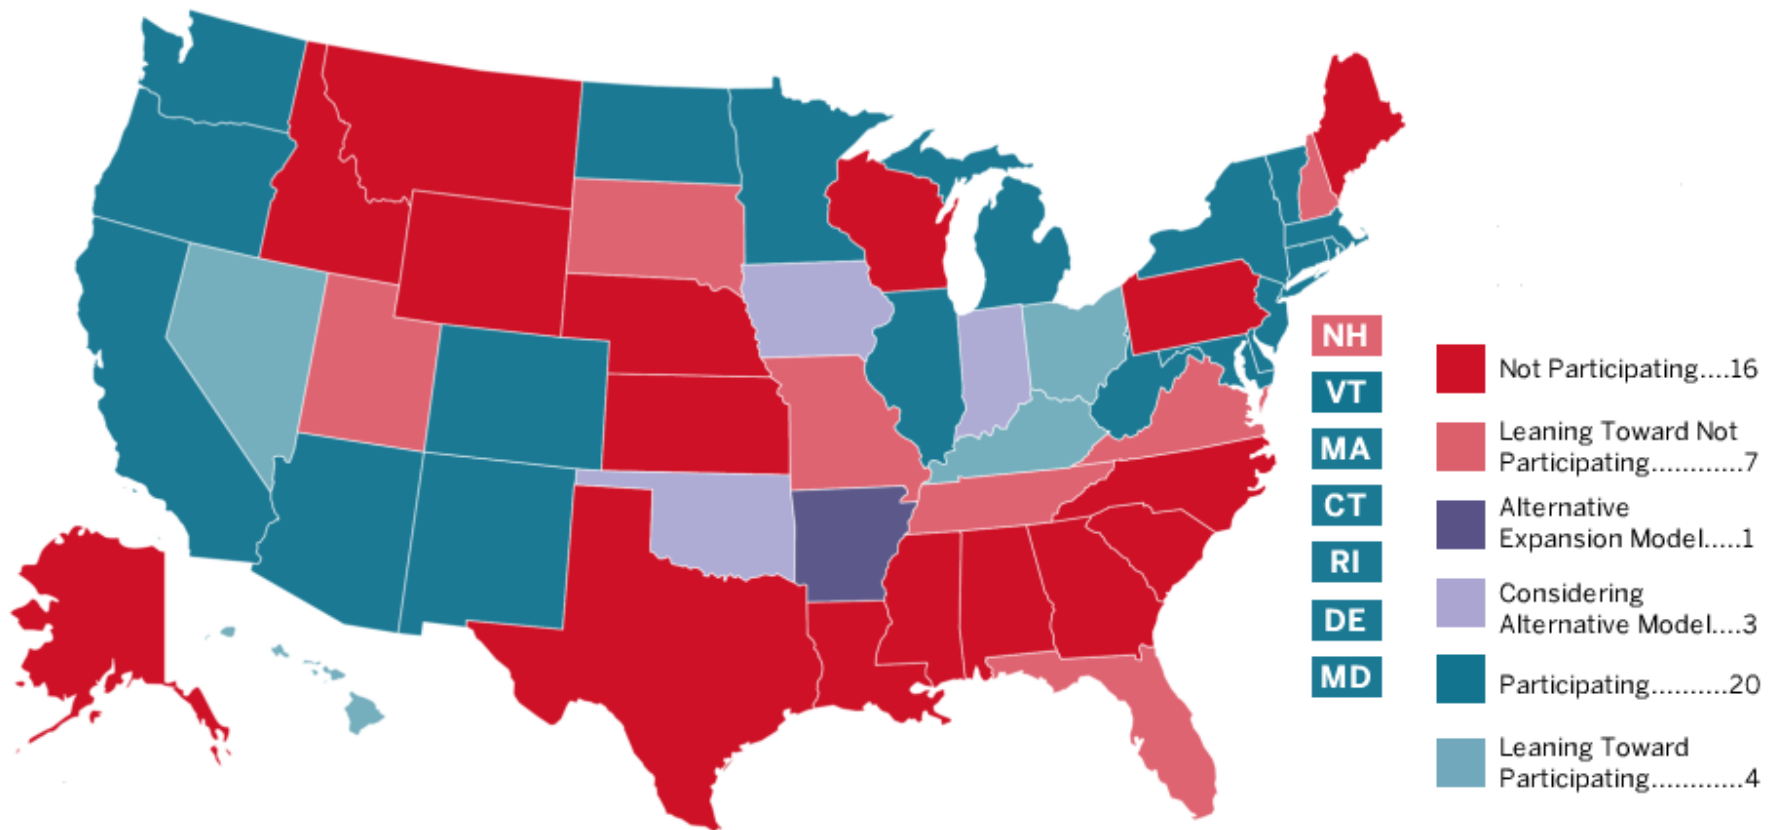 NH
VT
MA
CT
RI
DE
MD
Not Participating....16
Leaning Toward Not
Participating............7
Alternative
Expansion Model.....1
Considering
Alternative Model....3
Participating..........20
Leaning Toward
Participating............4